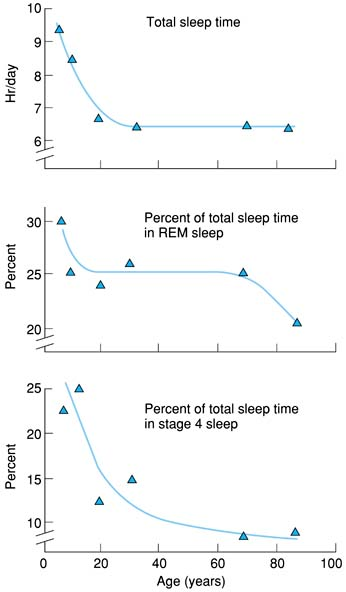 Total sleep time
10
9
8
7
6
Hr/day
Percent of total sleep time
in REM sleep
30
25
20
Percent
Percent of total sleep time
in stage 4 sleep
25
20
15
10
Percent
0 20 40 60 80 100
Age (years)